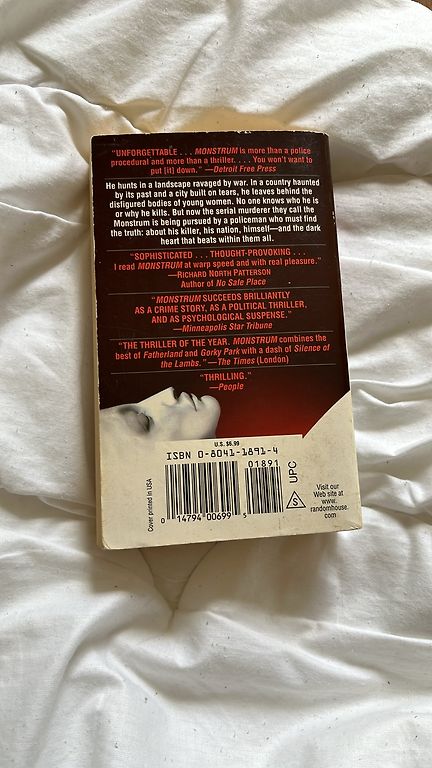 "UNFORGETTABLE . . . MONSTRUM is more than a police
procedural and more than a thriller. . . . You won't want to
put [it] down." —Detroit Free Press
He hunts in a landscape ravaged by war. In a country haunted
by its past and a city built on tears, he leaves behind the
disfigured bodies of young women. No one knows who he is
or why he kills. But now the serial murderer they call the
Monstrum is being pursued by a policeman who must find
the truth: about his killer, his nation, himself—and the dark
heart that beats within them all.
"SOPHISTICATED . . . THOUGHT-PROVOKING . . .
I read MONSTRUM at warp speed and with real pleasure."
—RICHARD NORTH PATTERSON
Author of No Safe Place
"MONSTRUM SUCCEEDS BRILLIANTLY
AS A CRIME STORY, AS A POLITICAL THRILLER,
AND AS PSYCHOLOGICAL SUSPENSE."
—Minneapolis Star Tribune
"THE THRILLER OF THE YEAR. MONSTRUM combines the
best of Fatherland and Gorky Park with a dash of Silence of
the Lambs." —The Times (London)
"THRILLING."
—People
U.S. $6.99
ISBN 0-8041-1891-4
01891
0 14794 00699 5
UPC
S
Cover printed in USA
Visit our
Web site at
www.
randomhouse.
com